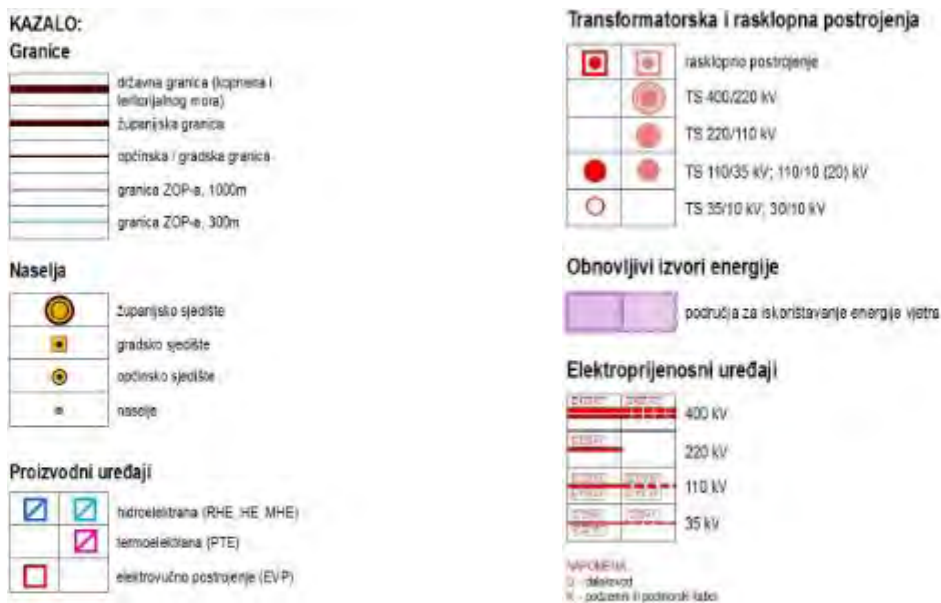 KAZALO:
Granice
državna granica (kopnena i
teritorijalnog mora)
županijska granica
općinska / gradska granica
granica ZOP-a, 1000m
granica ZOP-a, 300m
Naselja
županijsko sjedište
gradsko sjedište
općinsko sjedište
naselje
Proizvodni uređaji
hidroelektrana (RHE, HE, MHE)
termoelektrana (PTE)
elektrovučno postrojenje (EVP)
Transformatorska i rasklopna postrojenja
rasklopno postrojenje
TS 400/220 kV
TS 220/110 kV
TS 110/35 kV; 110/10 (20) kV
TS 35/10 kV; 30/10 kV
Obnovljivi izvori energije
područja za iskorištavanje energije vjetra
Elektroprijenosni uređaji
400 kV
220 kV
110 kV
35 kV
NAPOMENA:
- dalekovod
K - podzemni ili podmorski kabel